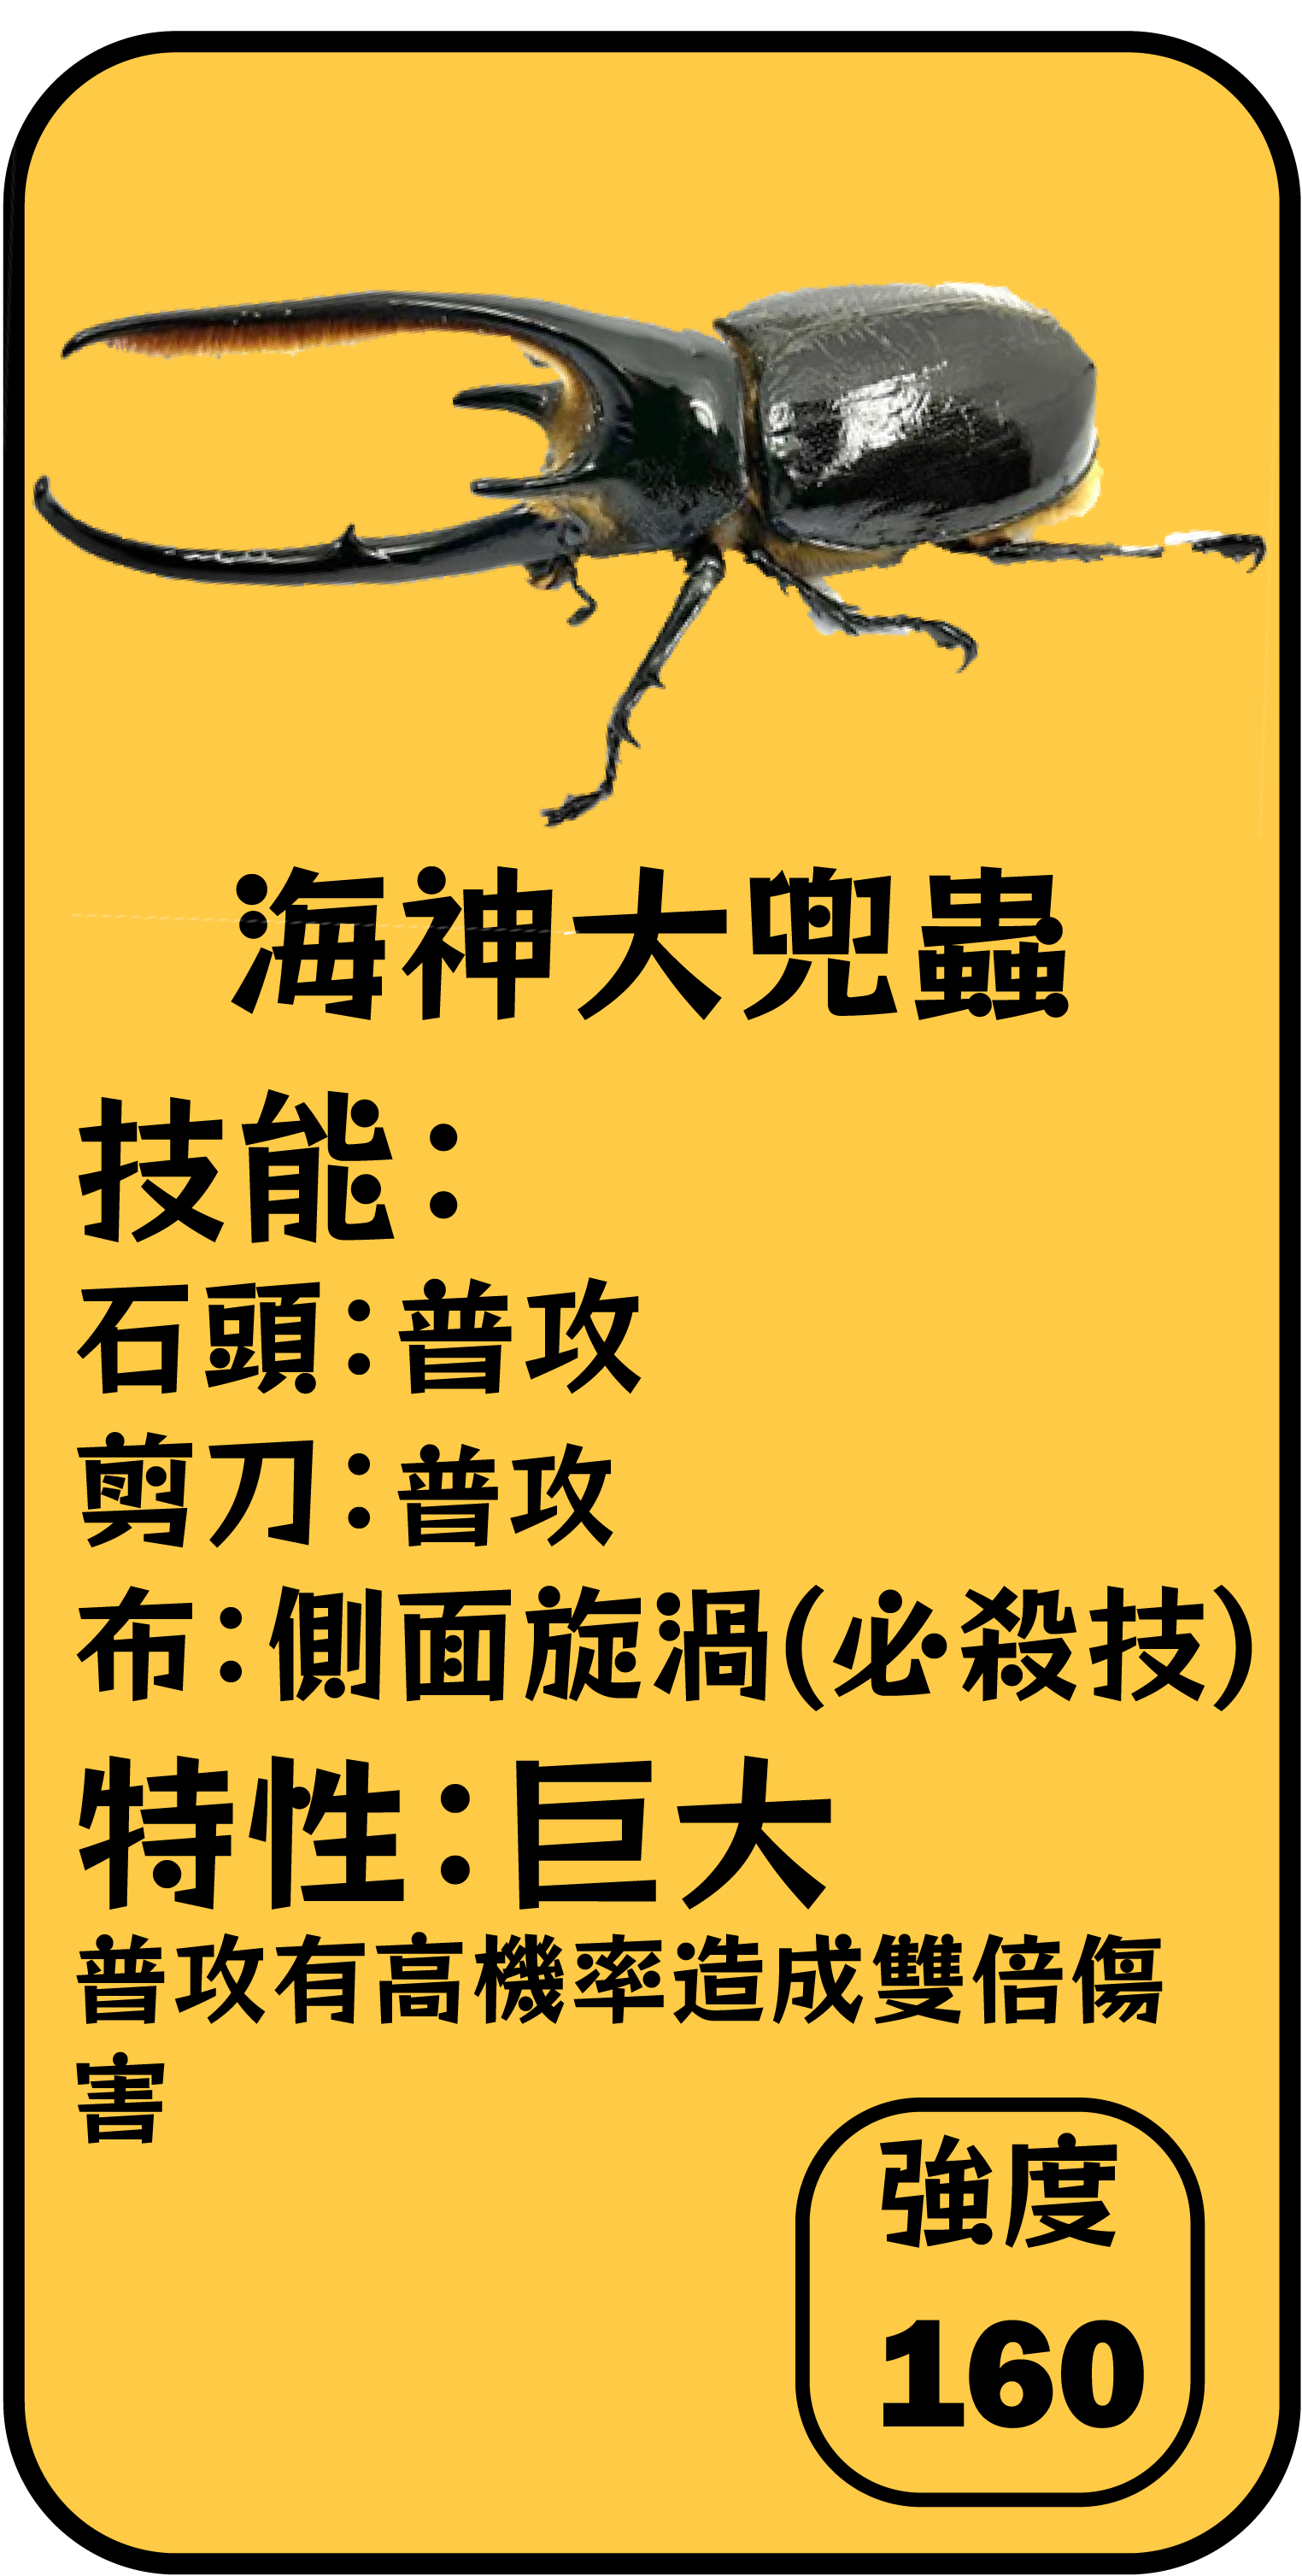 海神大兜蟲
技能：
石頭：普攻
剪刀：普攻
布：側面旋渦(必殺技)
特性：巨大
普攻有高機率造成雙倍傷
害
強度
160